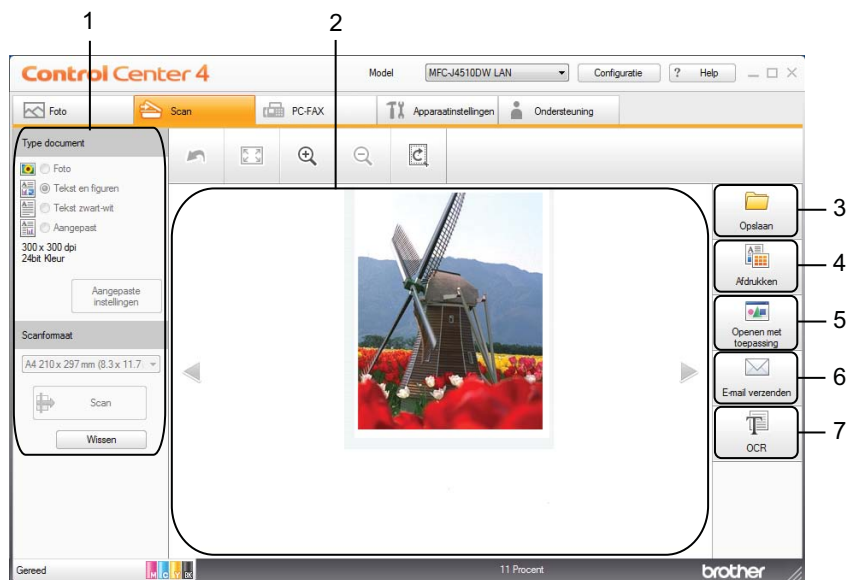 1
2
Control Center 4
Model
MFC-J4510DW LAN
Configuratie
? Help
Foto
Scan
PC-FAX
Apparaatinstellingen
Ondersteuning
Type document
Foto
Tekst en figuren
Tekst zwart-wit
Aangepast
300 x 300 dpi
24bit Kleur
Aangepaste
instellingen
Scanformaat
A4 210 x 297 mm (8.3 x 11.7
Scan
Wissen
Opslaan
3
Afdrukken
4
Openen met
toepassing
5
E-mail verzenden
6
OCR
7
Gereed
M C Y BK
11 Procent
brother